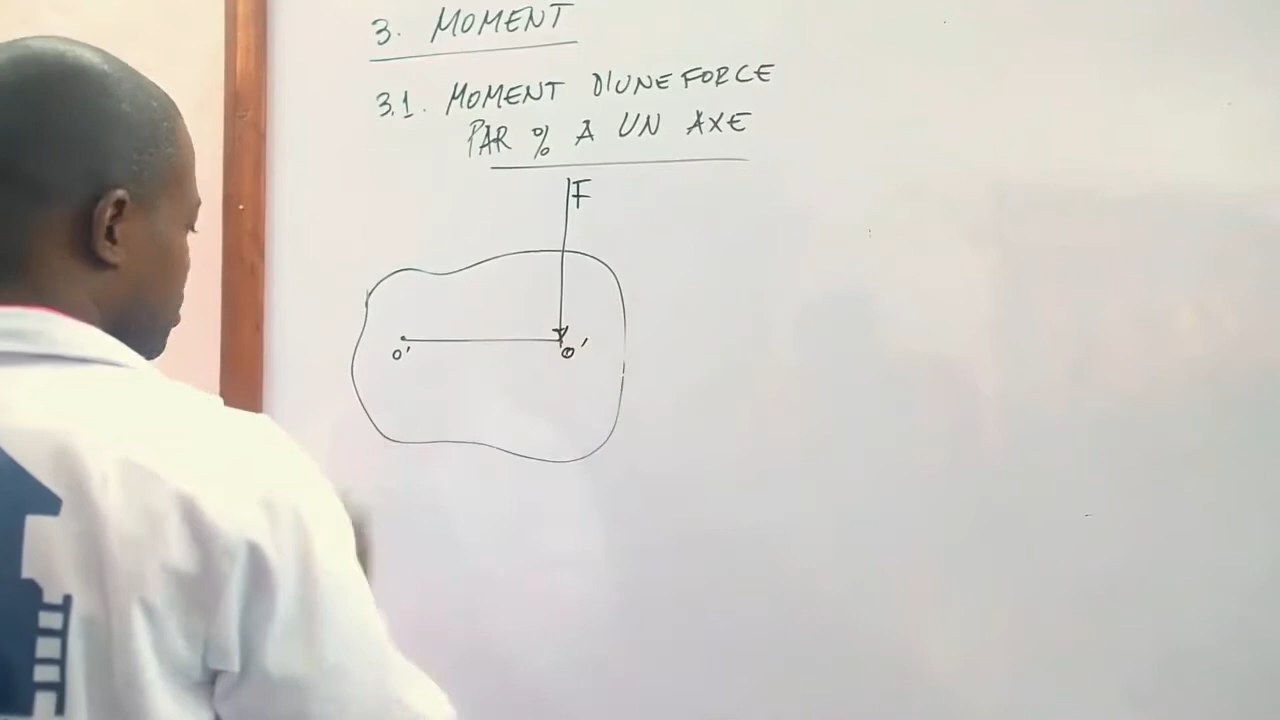 3. MOMENT
3.1. MOMENT D'UNE FORCE
PAR % A UN AXE
F
O' O'